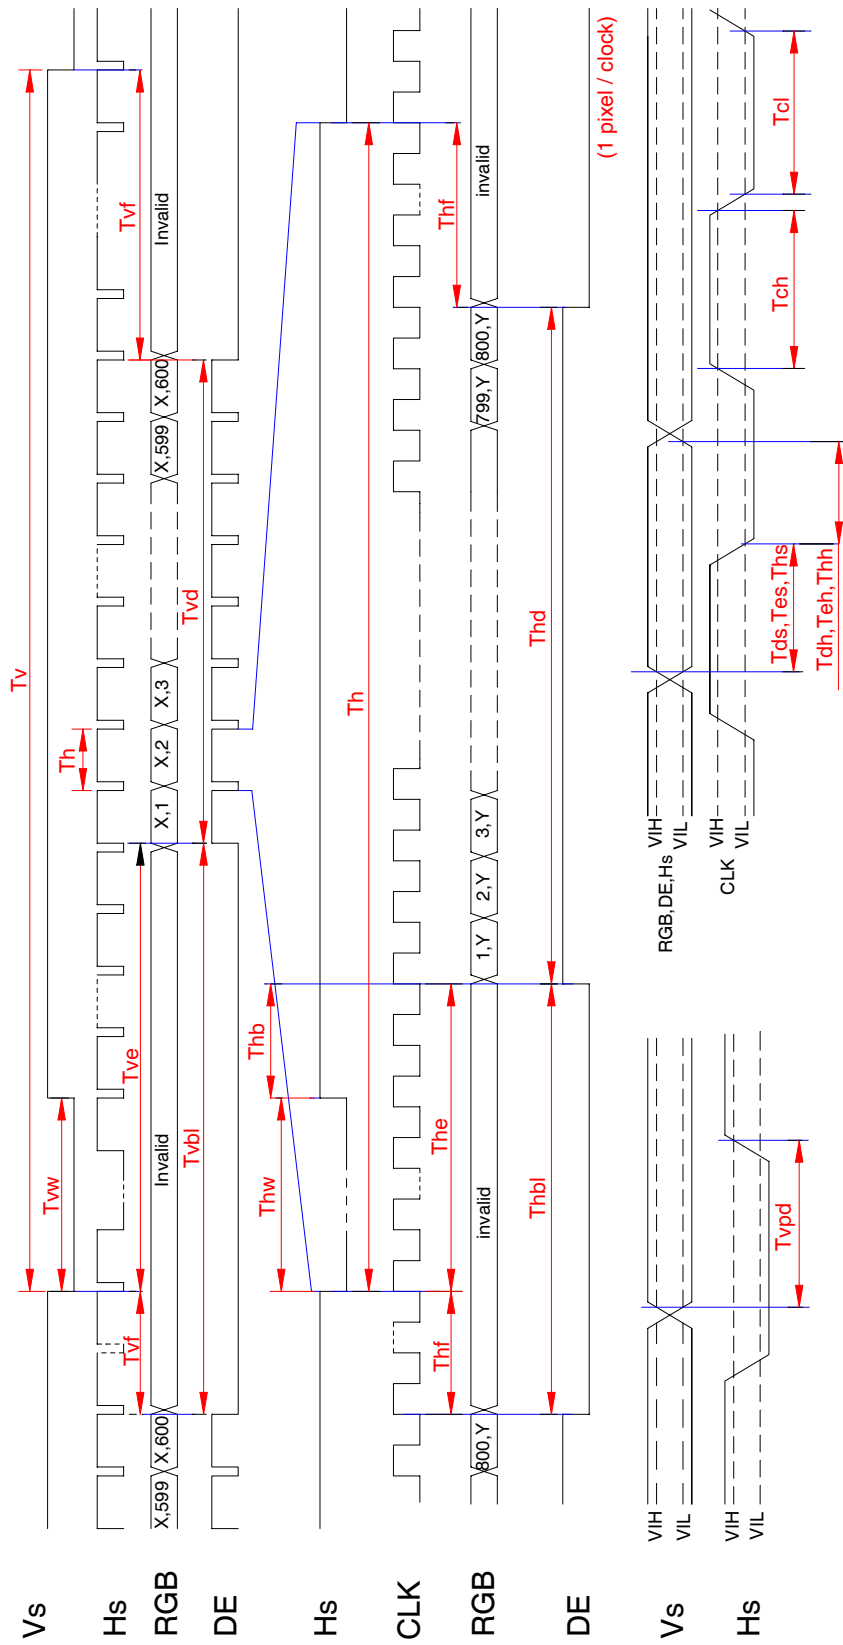 Vs
Tv
Tvw
Hs
Th
RGB
X,599
X,600
Invalid
X,1
X,2
X,3
X,599
X,600
Invalid
Tvf
Tve
Tvf
DE
Tvbl
Tvd
Hs
Thw
Thb
Th
CLK
Thf
The
Thf
RGB
800,Y
invalid
1,Y
2,Y
3,Y
799,Y
800,Y
invalid
DE
Thbl
Thd
(1 pixel / clock)
Vs
VIH
VIL
Hs
VIH
VIL
Tvpd
RGB,DE,Hs
VIH
VIL
CLK
VIH
VIL
Tds,Tes,Ths
Tdh,Teh,Thh
Tch
Tcl